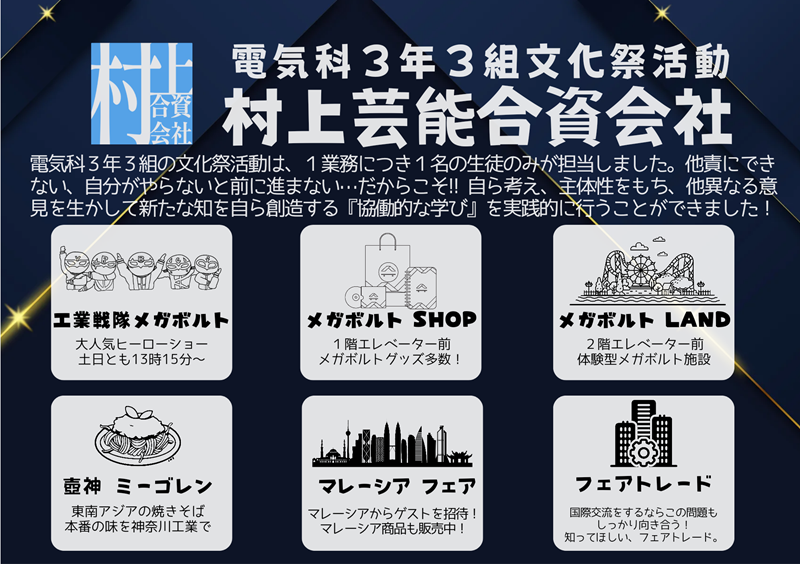 村上
合資
会社
電気科３年３組文化祭活動
村上芸能合資会社
電気科３年３組の文化祭活動は、１業務につき１名の生徒のみが担当しました。他責にでき
ない、自分がやらないと前に進まない…だからこそ!! 自ら考え、主体性をもち、他異なる意
見を生かして新たな知を自ら創造する『協働的な学び』を実践的に行うことができました！
工業戦隊メガボルト
大人気ヒーローショー
土日とも13時15分～
メガボルト SHOP
１階エレベーター前
メガボルトグッズ多数！
メガボルト LAND
２階エレベーター前
体験型メガボルト施設
壺神 ミーゴレン
東南アジアの焼きそば
本番の味を神奈川工業で
マレーシア フェア
マレーシアからゲストを招待！
マレーシア商品も販売中！
フェアトレード
国際交流をするならこの問題も
しっかり向き合う！
知ってほしい、フェアトレード。